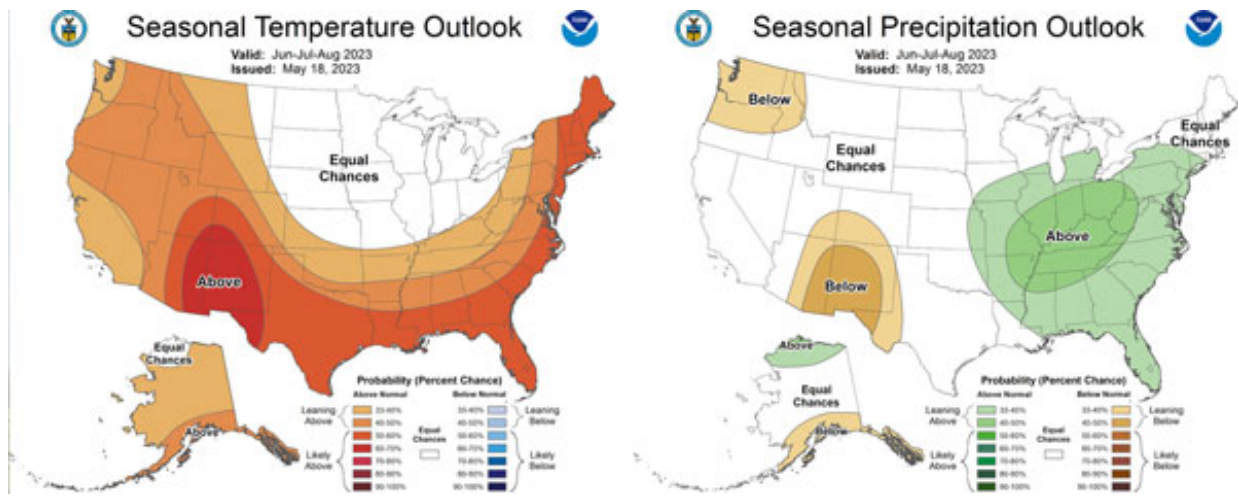 Seasonal Temperature Outlook
Valid: Jun-Jul-Aug 2023
Issued: May 18, 2023
Equal
Chances
Above
Equal
Chances
Above
Probability (Percent Chance)
Above Normal
Below Normal
Leaning
Above
Likely
Above
33-40%
40-50%
50-60%
60-70%
70-80%
80-90%
90-100%
Equal
Chances
33-40%
40-50%
50-60%
60-70%
70-80%
80-90%
90-100%
Leaning
Below
Likely
Below
Seasonal Precipitation Outlook
Valid: Jun-Jul-Aug 2023
Issued: May 18, 2023
Below
Equal
Chances
Equal
Chances
Above
Below
Above
Equal
Chances
Below
Probability (Percent Chance)
Above Normal
Below Normal
Leaning
Above
Likely
Above
33-40%
40-50%
50-60%
60-70%
70-80%
80-90%
90-100%
Equal
Chances
33-40%
40-50%
50-60%
60-70%
70-80%
80-90%
90-100%
Leaning
Below
Likely
Below